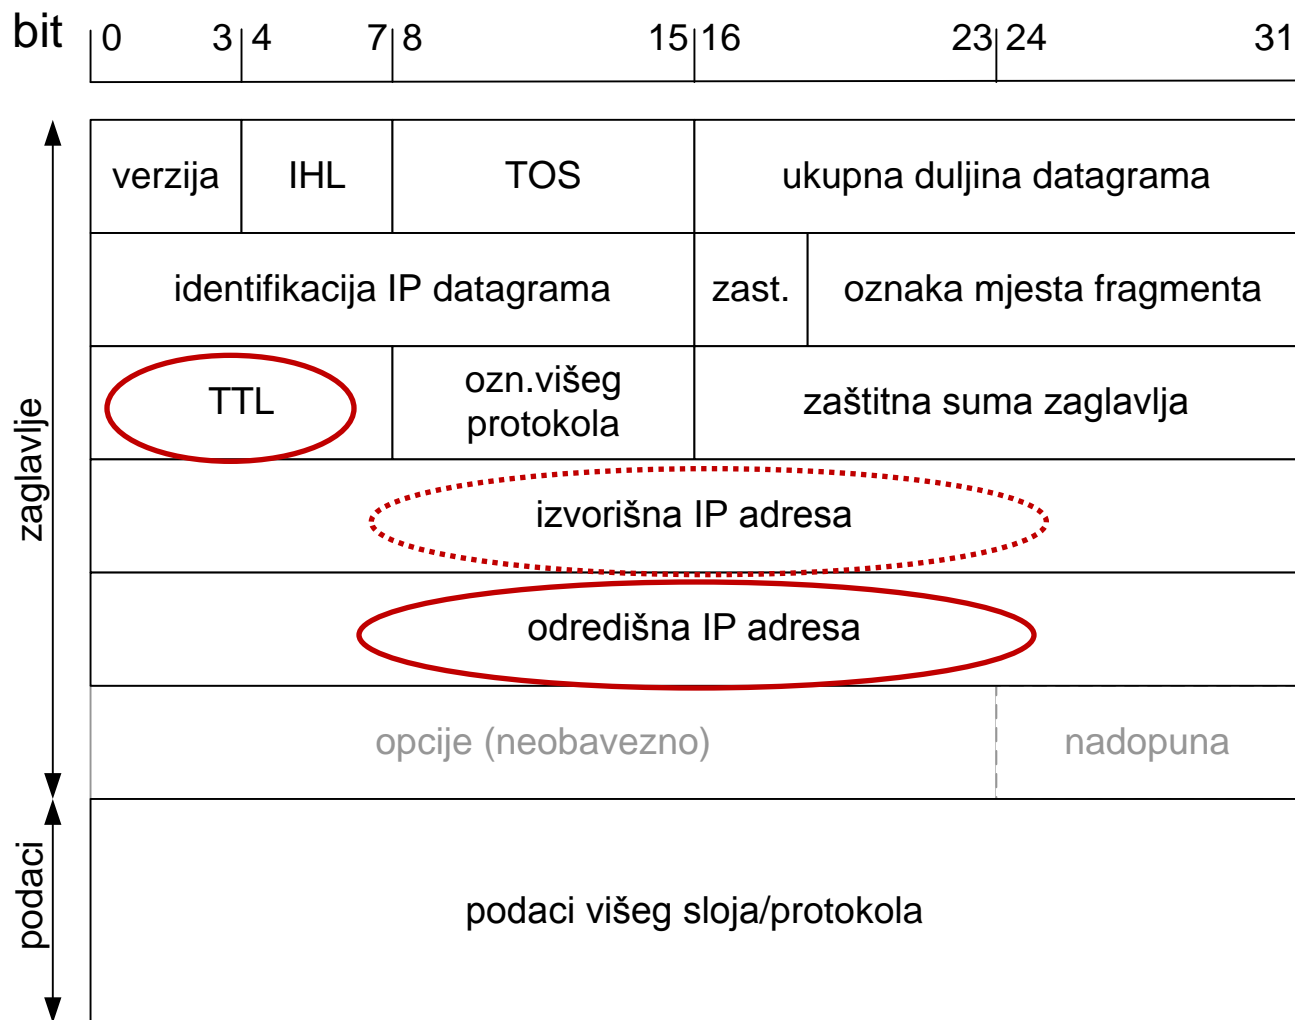 bit 0 3 4 7 8 15 16 23 24 31
verzija IHL TOS ukupna duljina datagrama
identifikacija IP datagrama zast. oznaka mjesta fragmenta
TTL ozn.višeg
protokola zaštitna suma zaglavlja
izvorišna IP adresa
odredišna IP adresa
opcije (neobavezno) nadopuna
zaglavlje
podaci višeg sloja/protokola
podaci